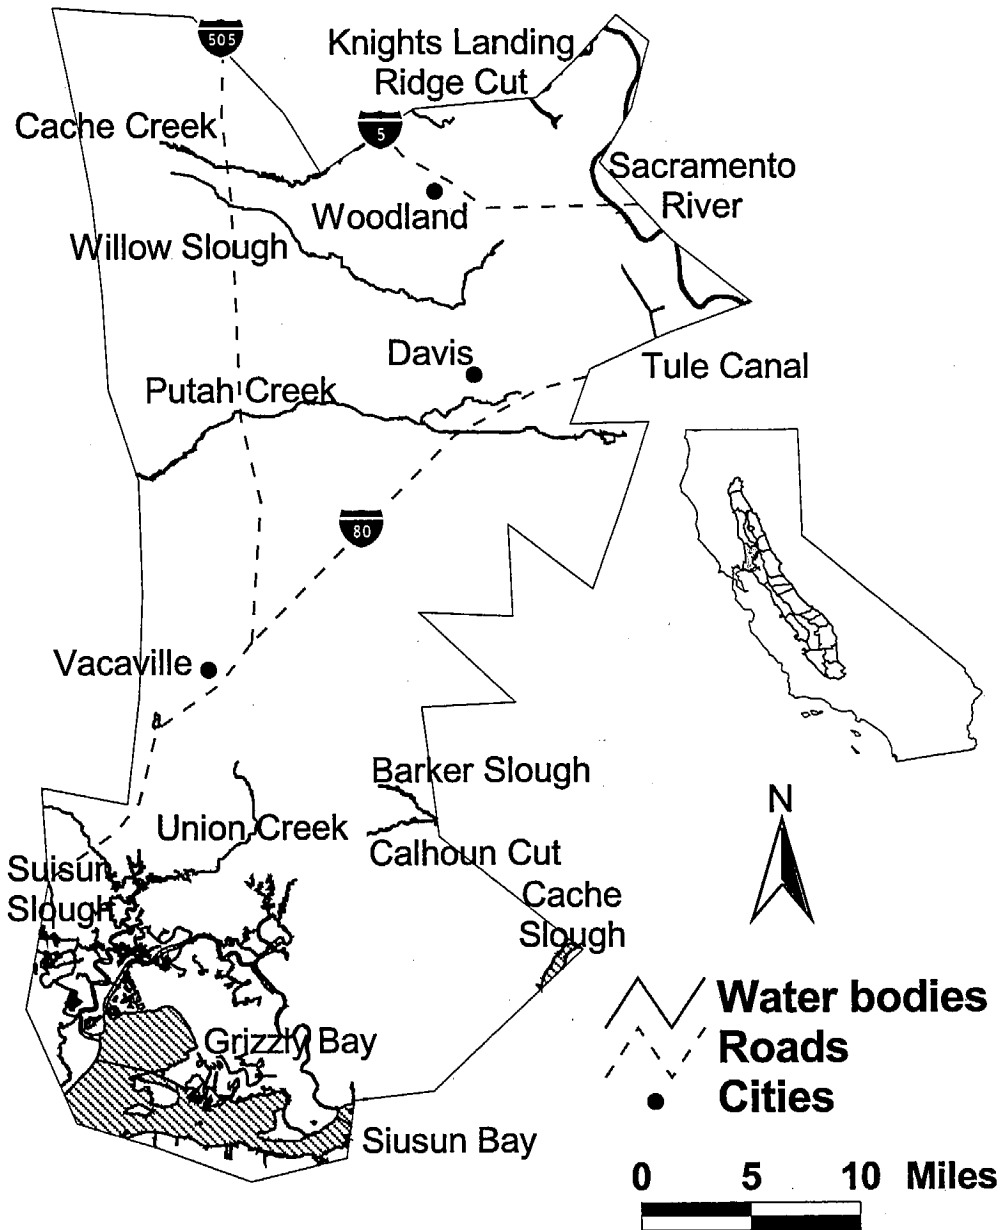 505
Knights Landing
Ridge Cut
Cache Creek
5
Sacramento
River
Woodland
Willow Slough
Davis
Tule Canal
Putah Creek
80
Vacaville
Barker Slough
N
Union Creek
Calhoun Cut
Suisun
Slough
Cache
Slough
Water bodies
Grizzly Bay
Roads
Cities
Siusun Bay
0 5 10 Miles